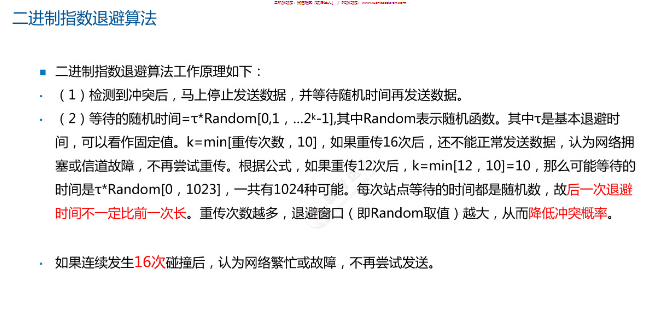 二进制指数退避算法
■ 二进制指数退避算法工作原理如下：
• （1）检测到冲突后，马上停止发送数据，并等待随机时间再发送数据。
• （2）等待的随机时间=τ*Random[0,1，…2ᵏ-1],其中Random表示随机函数。其中τ是基本退避时
间，可以看作固定值。k=min[重传次数，10]，如果重传16次后，还不能正常发送数据，认为网络拥
塞或信道故障，不再尝试重传。根据公式，如果重传12次后，k=min[12，10]=10，那么可能等待的
时间是τ*Random[0，1023]，一共有1024种可能。每次站点等待的时间都是随机数，故后一次退避
时间不一定比前一次长。重传次数越多，退避窗口（即Random取值）越大，从而降低冲突概率。
• 如果连续发生16次碰撞后，认为网络繁忙或故障，不再尝试发送。